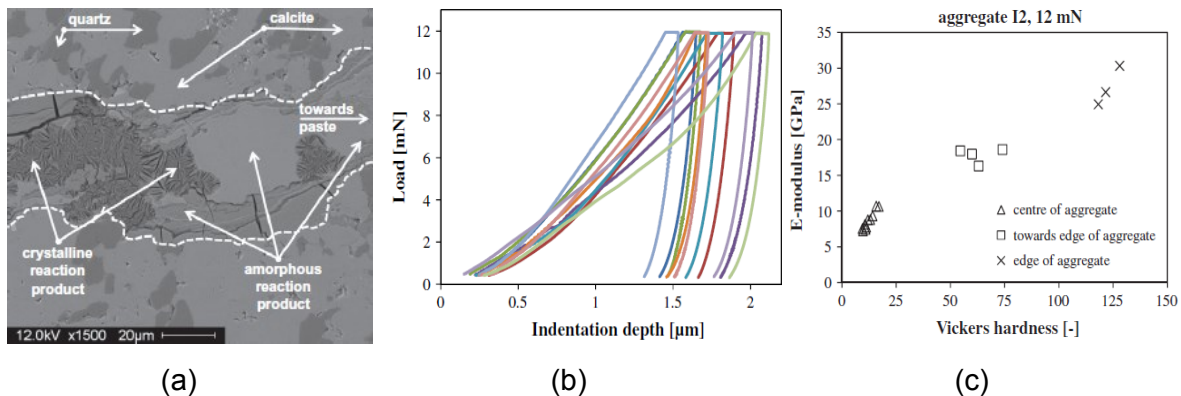 quartz
calcite
towards
paste
crystalline
reaction
product
amorphous
reaction
product
12.0kV x1500 20µm
(a)
12
10
8
6
4
2
0
Load [mN]
0 0.5 1 1.5 2
Indentation depth [µm]
(b)
aggregate I2, 12 mN
35
30
25
20
15
10
5
0
E-modulus [GPa]
centre of aggregate
towards edge of aggregate
edge of aggregate
0 25 50 75 100 125 150
Vickers hardness [-]
(c)